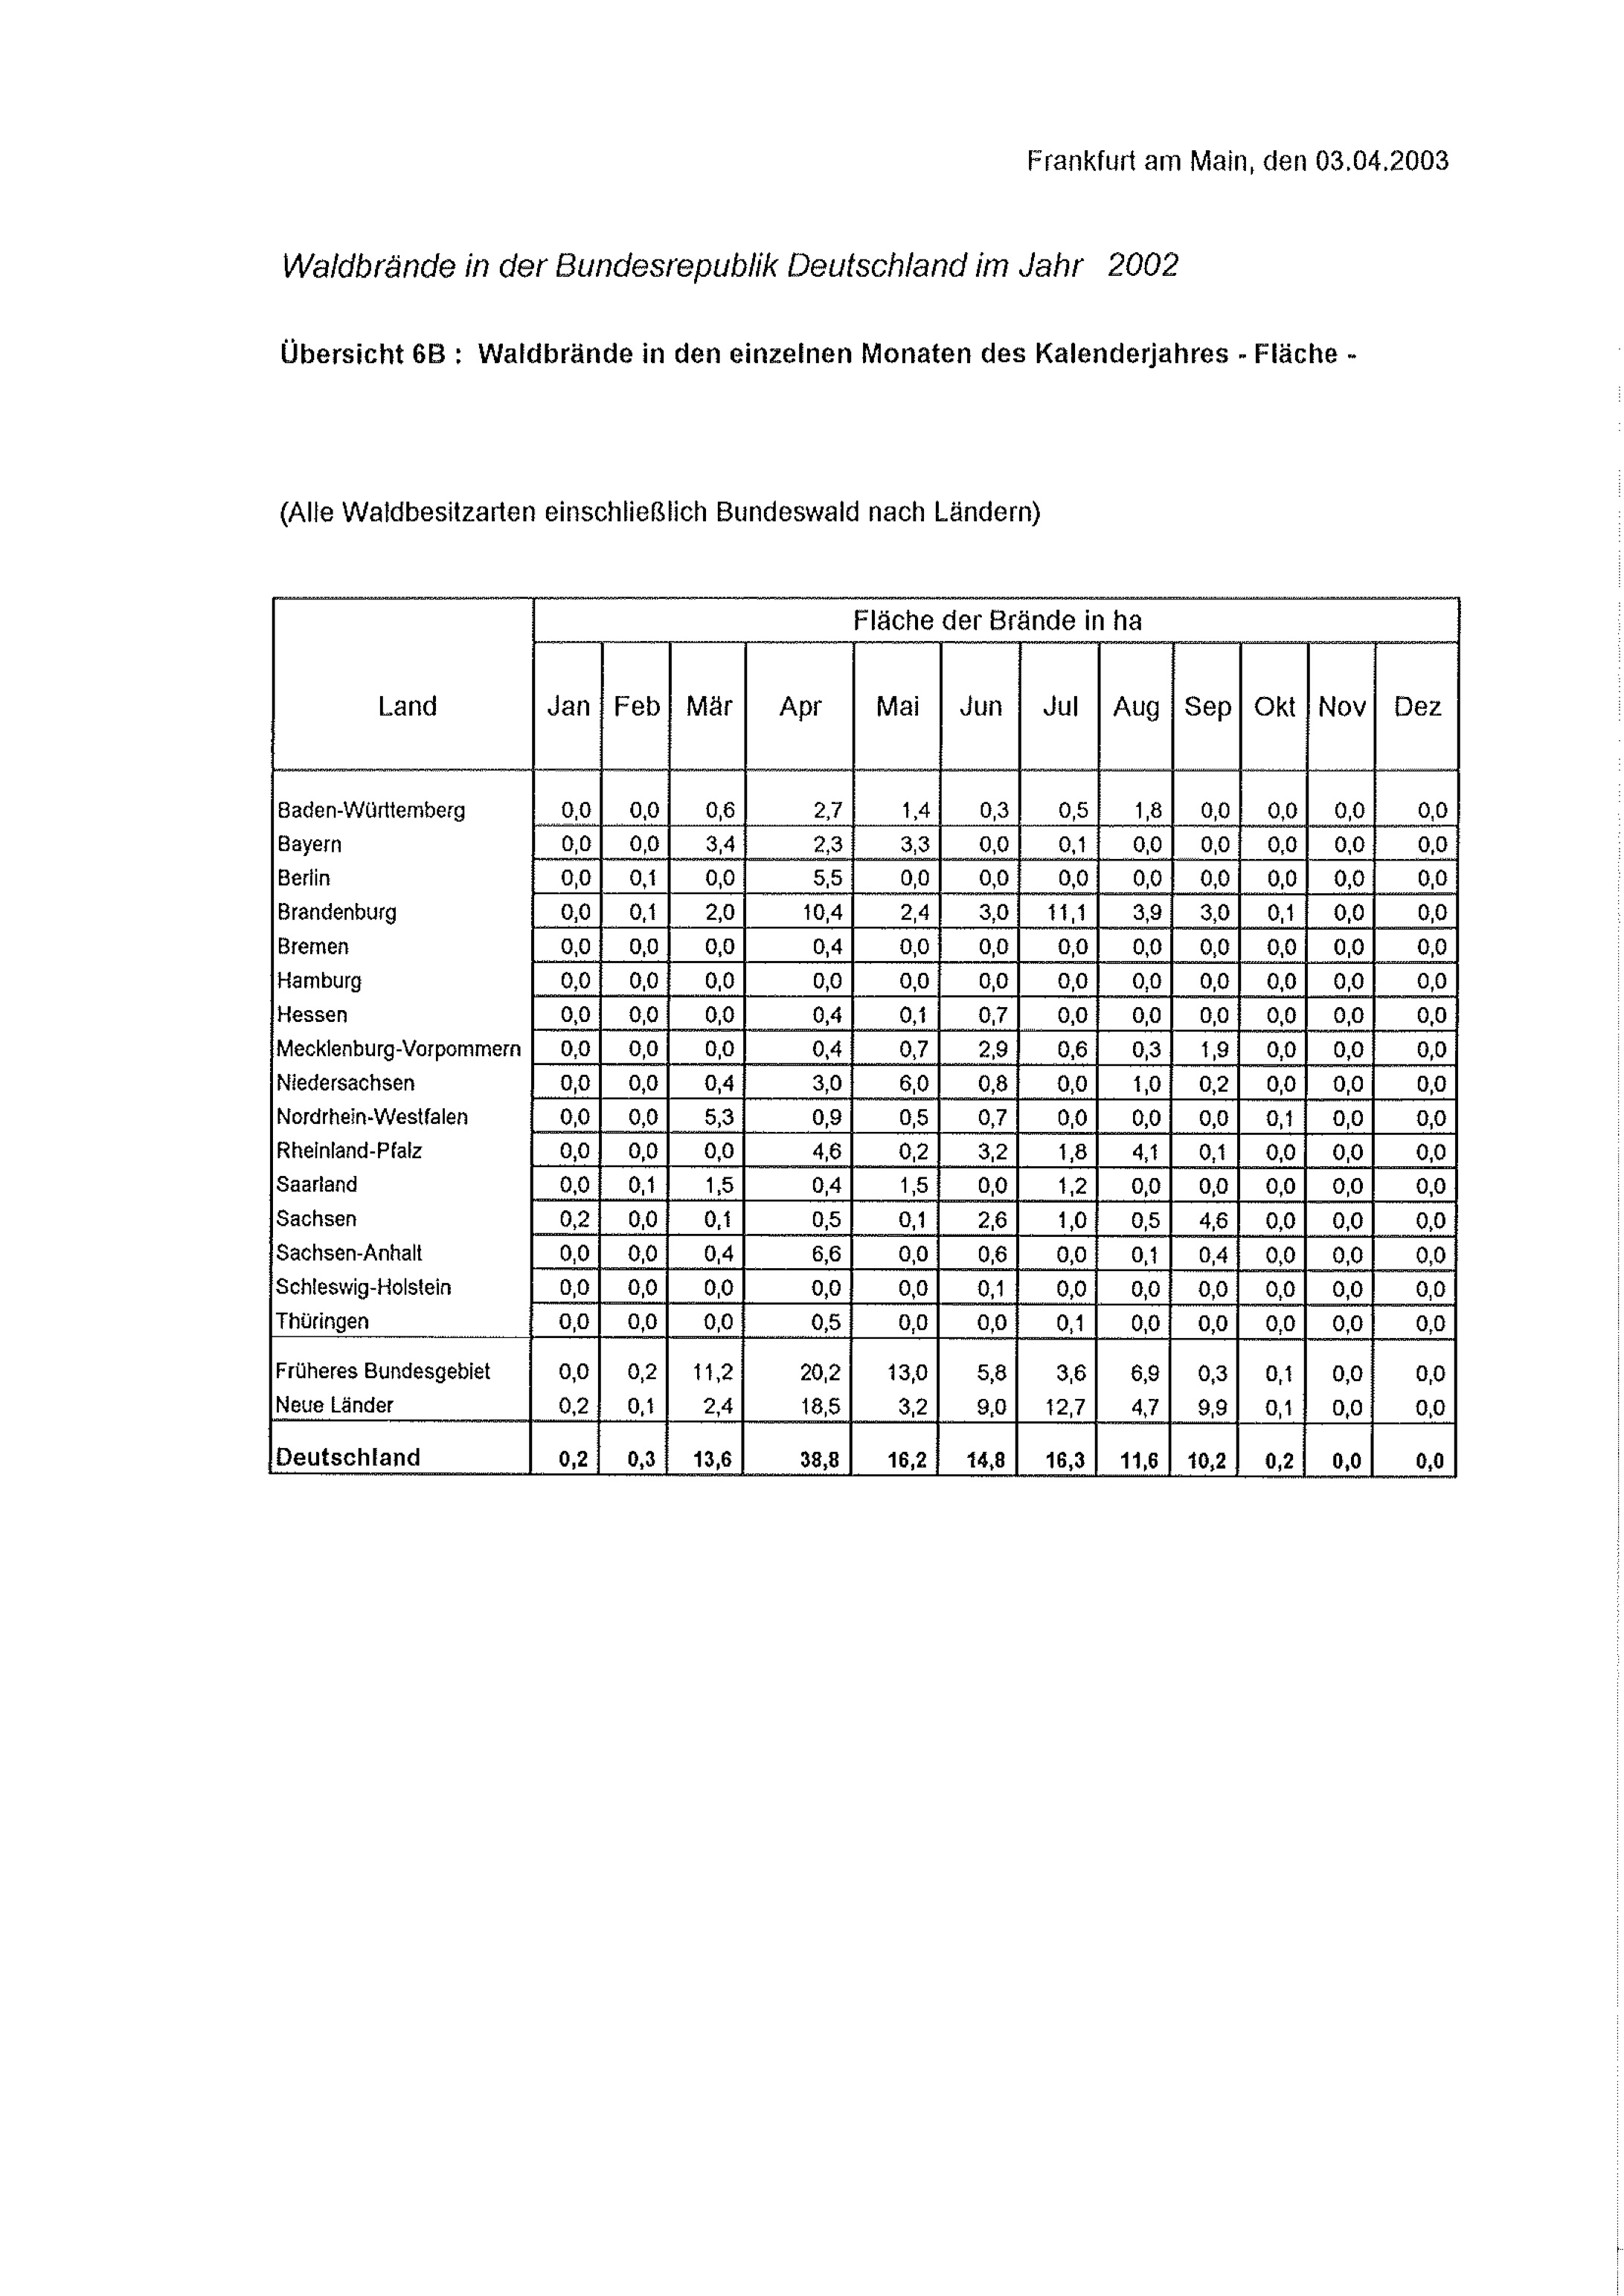 Frankfurt am Main, den 03.04.2003
Waldbrände in der Bundesrepublik Deutschland im Jahr 2002
Übersicht 6B : Waldbrände in den einzelnen Monaten des Kalenderjahres - Fläche -
(Alle Waldbesitzarten einschließlich Bundeswald nach Ländern)
Fläche der Brände in ha
Land Jan Feb Mär Apr Mai Jun Jul Aug Sep Okt Nov Dez
Baden-Württemberg 0,0 0,0 0,6 2,7 1,4 0,3 0,5 1,8 0,0 0,0 0,0 0,0
Bayern 0,0 0,0 3,4 2,3 3,3 0,0 0,1 0,0 0,0 0,0 0,0 0,0
Berlin 0,0 0,1 0,0 5,5 0,0 0,0 0,0 0,0 0,0 0,0 0,0 0,0
Brandenburg 0,0 0,1 2,0 10,4 2,4 3,0 11,1 3,9 3,0 0,1 0,0 0,0
Bremen 0,0 0,0 0,0 0,4 0,0 0,0 0,0 0,0 0,0 0,0 0,0 0,0
Hamburg 0,0 0,0 0,0 0,0 0,0 0,0 0,0 0,0 0,0 0,0 0,0 0,0
Hessen 0,0 0,0 0,0 0,4 0,1 0,7 0,0 0,0 0,0 0,0 0,0 0,0
Mecklenburg-Vorpommern 0,0 0,0 0,0 0,4 0,7 2,9 0,6 0,3 1,9 0,0 0,0 0,0
Niedersachsen 0,0 0,0 0,4 3,0 6,0 0,8 0,0 1,0 0,2 0,0 0,0 0,0
Nordrhein-Westfalen 0,0 0,0 5,3 0,9 0,5 0,7 0,0 0,0 0,0 0,1 0,0 0,0
Rheinland-Pfalz 0,0 0,0 0,0 4,6 0,2 3,2 1,8 4,1 0,1 0,0 0,0 0,0
Saarland 0,0 0,1 1,5 0,4 1,5 0,0 1,2 0,0 0,0 0,0 0,0 0,0
Sachsen 0,2 0,0 0,1 0,5 0,1 2,6 1,0 0,5 4,6 0,0 0,0 0,0
Sachsen-Anhalt 0,0 0,0 0,4 6,6 0,0 0,6 0,0 0,1 0,4 0,0 0,0 0,0
Schleswig-Holstein 0,0 0,0 0,0 0,0 0,0 0,1 0,0 0,0 0,0 0,0 0,0 0,0
Thüringen 0,0 0,0 0,0 0,5 0,0 0,0 0,1 0,0 0,0 0,0 0,0 0,0
Früheres Bundesgebiet 0,0 0,2 11,2 20,2 13,0 5,8 3,6 6,9 0,3 0,1 0,0 0,0
Neue Länder 0,2 0,1 2,4 18,5 3,2 9,0 12,7 4,7 9,9 0,1 0,0 0,0
Deutschland 0,2 0,3 13,6 38,8 16,2 14,8 16,3 11,6 10,2 0,2 0,0 0,0